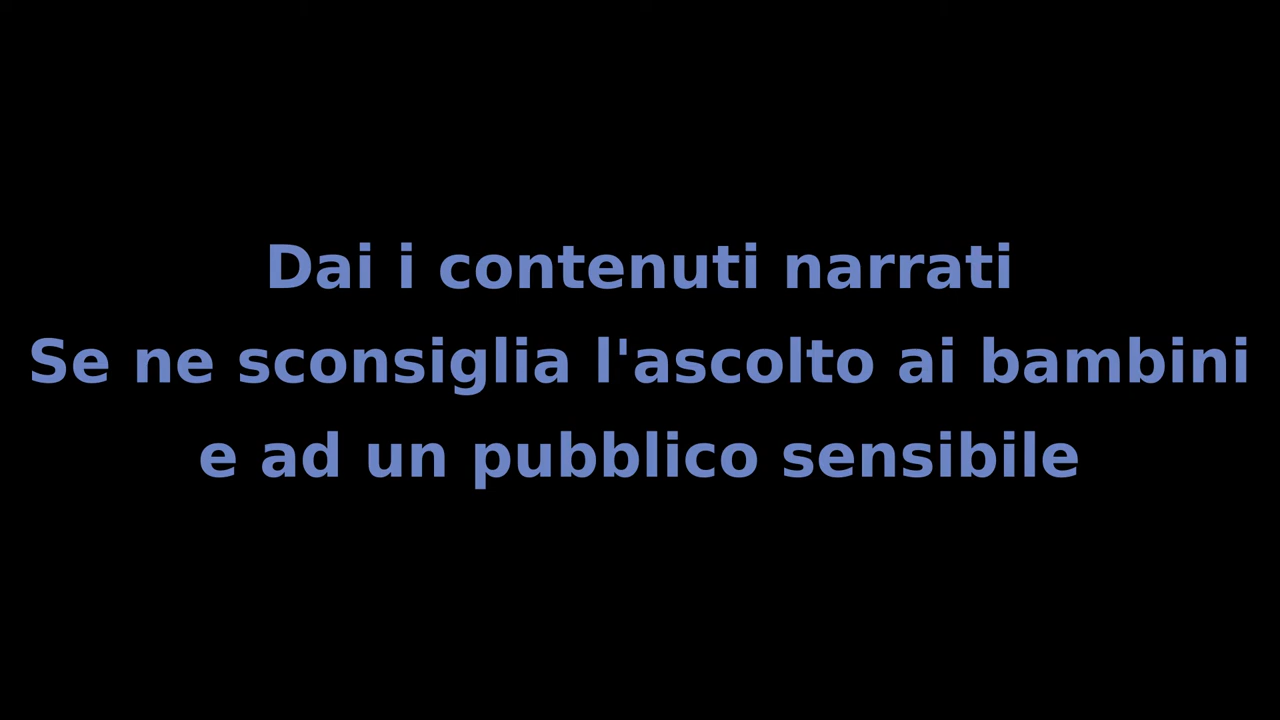 Dai i contenuti narrati
Se ne sconsiglia l'ascolto ai bambini
e ad un pubblico sensibile